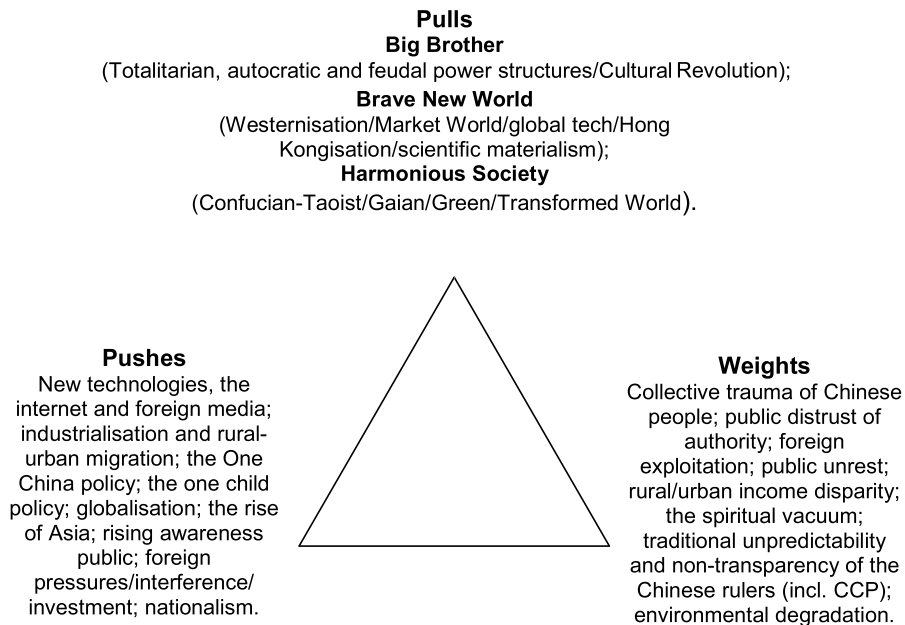 Pulls
Big Brother
(Totalitarian, autocratic and feudal power structures/Cultural Revolution);
Brave New World
(Westernisation/Market World/global tech/Hong
Kongisation/scientific materialism);
Harmonious Society
(Confucian-Taoist/Gaian/Green/Transformed World).
Pushes
New technologies, the
internet and foreign media;
industrialisation and rural-
urban migration; the One
China policy; the one child
policy; globalisation; the rise
of Asia; rising awareness
public; foreign
pressures/interference/
investment; nationalism.
Weights
Collective trauma of Chinese
people; public distrust of
authority; foreign
exploitation; public unrest;
rural/urban income disparity;
the spiritual vacuum;
traditional unpredictability
and non-transparency of the
Chinese rulers (incl. CCP);
environmental degradation.